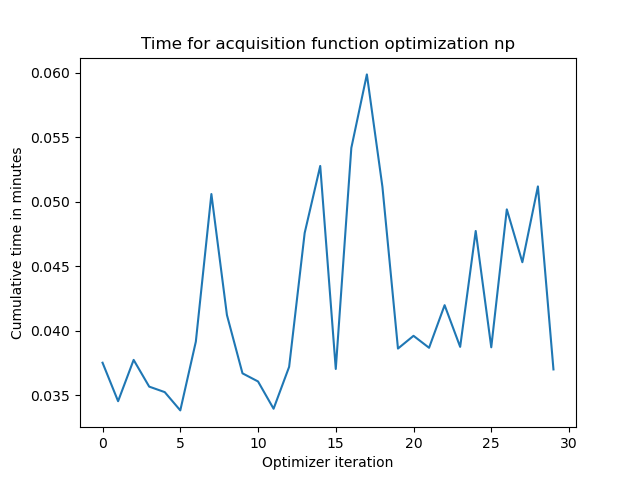 Time for acquisition function optimization np
Cumulative time in minutes
0.060
0.055
0.050
0.045
0.040
0.035
0 5 10 15 20 25 30
Optimizer iteration